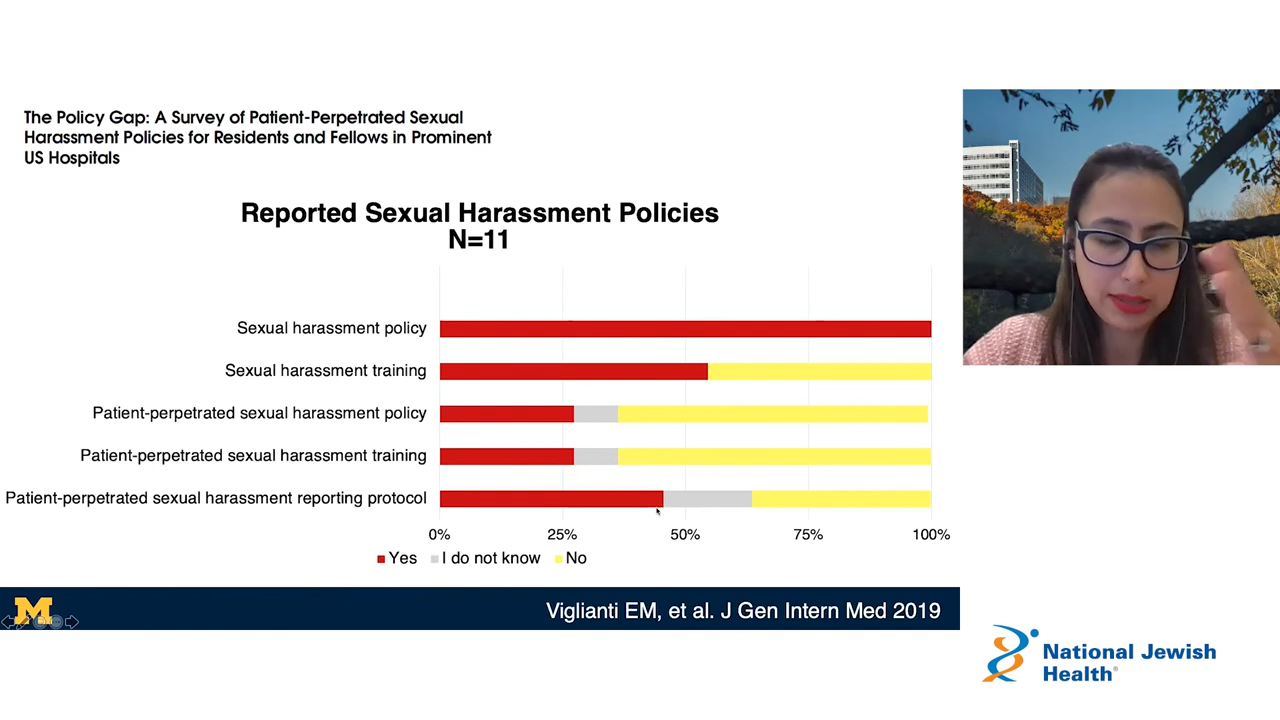 The Policy Gap: A Survey of Patient-Perpetrated Sexual
Harassment Policies for Residents and Fellows in Prominent
US Hospitals
Reported Sexual Harassment Policies
N=11
Sexual harassment policy
Sexual harassment training
Patient-perpetrated sexual harassment policy
Patient-perpetrated sexual harassment training
Patient-perpetrated sexual harassment reporting protocol
0% 25% 50% 75% 100%
Yes I do not know No
M
Viglianti EM, et al. J Gen Intern Med 2019
National Jewish
Health®